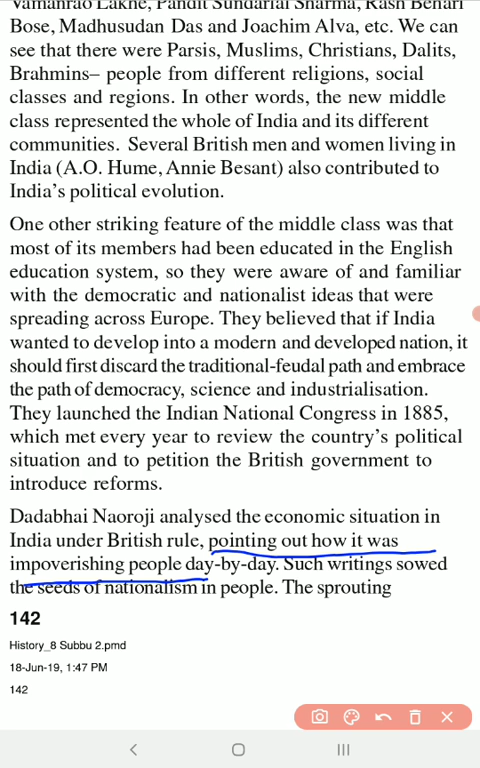 Vamanrao Lakhe, Pandit Sundarlal Sharma, Rash Behari
Bose, Madhusudan Das and Joachim Alva, etc. We can
see that there were Parsis, Muslims, Christians, Dalits,
Brahmins– people from different religions, social
classes and regions. In other words, the new middle
class represented the whole of India and its different
communities. Several British men and women living in
India (A.O. Hume, Annie Besant) also contributed to
India's political evolution.
One other striking feature of the middle class was that
most of its members had been educated in the English
education system, so they were aware of and familiar
with the democratic and nationalist ideas that were
spreading across Europe. They believed that if India
wanted to develop into a modern and developed nation, it
should first discard the traditional-feudal path and embrace
the path of democracy, science and industrialisation.
They launched the Indian National Congress in 1885,
which met every year to review the country's political
situation and to petition the British government to
introduce reforms.
Dadabhai Naoroji analysed the economic situation in
India under British rule, pointing out how it was
impoverishing people day-by-day. Such writings sowed
the seeds of nationalism in people. The sprouting
142
History_8 Subbu 2.pmd
18-Jun-19, 1:47 PM
142